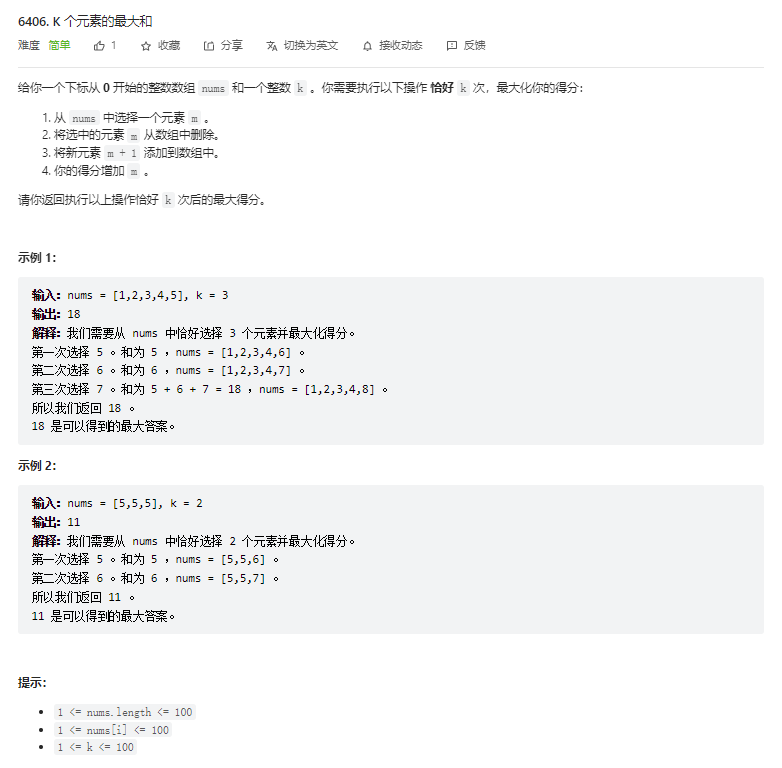 6406. K 个元素的最大和
难度 简单 1 收藏 分享 切换为英文 接收动态 反馈
给你一个下标从 0 开始的整数数组 nums 和一个整数 k 。你需要执行以下操作 恰好 k 次，最大化你的得分：
1. 从 nums 中选择一个元素 m 。
2. 将选中的元素 m 从数组中删除。
3. 将新元素 m + 1 添加到数组中。
4. 你的得分增加 m 。
请你返回执行以上操作恰好 k 次后的最大得分。
示例 1：
输入：nums = [1,2,3,4,5], k = 3
输出：18
解释：我们需要从 nums 中恰好选择 3 个元素并最大化得分。
第一次选择 5 。和为 5 ，nums = [1,2,3,4,6] 。
第二次选择 6 。和为 6 ，nums = [1,2,3,4,7] 。
第三次选择 7 。和为 5 + 6 + 7 = 18 ，nums = [1,2,3,4,8] 。
所以我们返回 18 。
18 是可以得到的最大答案。
示例 2：
输入：nums = [5,5,5], k = 2
输出：11
解释：我们需要从 nums 中恰好选择 2 个元素并最大化得分。
第一次选择 5 。和为 5 ，nums = [5,5,6] 。
第二次选择 6 。和为 6 ，nums = [5,5,7] 。
所以我们返回 11 。
11 是可以得到的最大答案。
提示：
• 1 <= nums.length <= 100
• 1 <= nums[i] <= 100
• 1 <= k <= 100